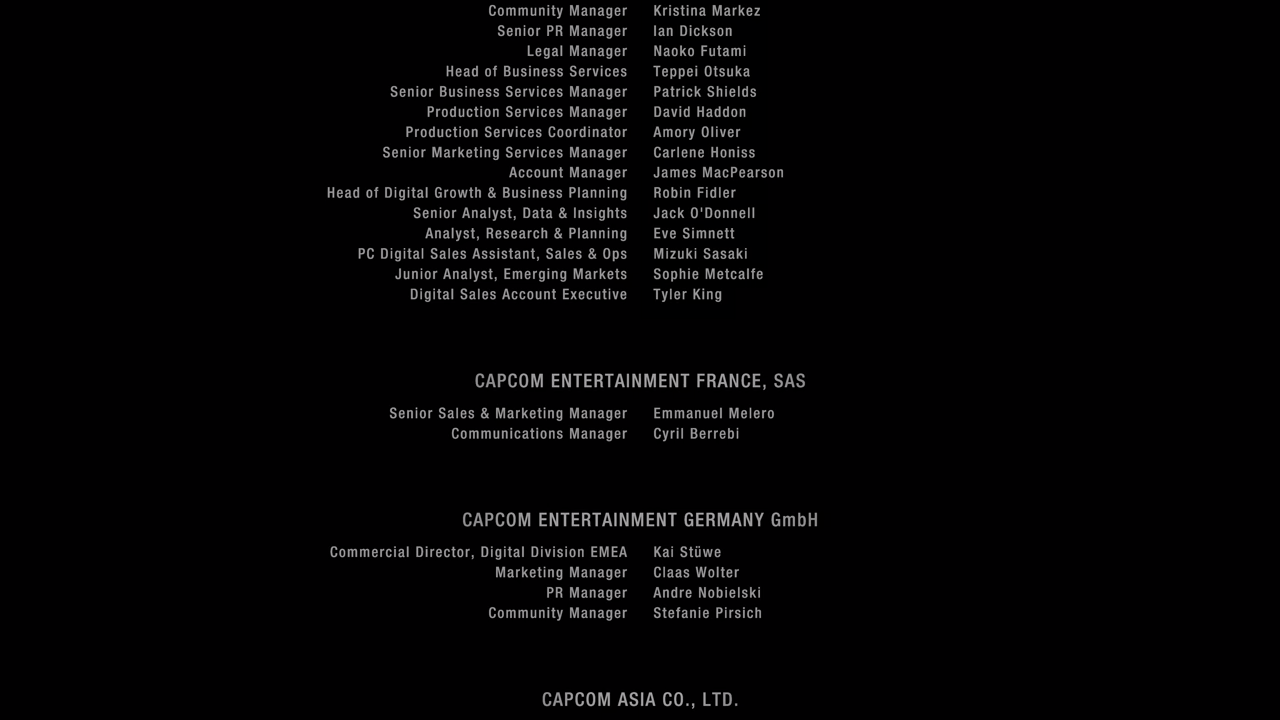 Community Manager Kristina Markez
Senior PR Manager Ian Dickson
Legal Manager Naoko Futami
Head of Business Services Teppei Otsuka
Senior Business Services Manager Patrick Shields
Production Services Manager David Haddon
Production Services Coordinator Amory Oliver
Senior Marketing Services Manager Carlene Honiss
Account Manager James MacPearson
Head of Digital Growth & Business Planning Robin Fidler
Senior Analyst, Data & Insights Jack O'Donnell
Analyst, Research & Planning Eve Simnett
PC Digital Sales Assistant, Sales & Ops Mizuki Sasaki
Junior Analyst, Emerging Markets Sophie Metcalfe
Digital Sales Account Executive Tyler King
CAPCOM ENTERTAINMENT FRANCE, SAS
Senior Sales & Marketing Manager Emmanuel Melero
Communications Manager Cyril Berrebi
CAPCOM ENTERTAINMENT GERMANY GmbH
Commercial Director, Digital Division EMEA Kai Stüwe
Marketing Manager Claas Wolter
PR Manager Andre Nobielski
Community Manager Stefanie Pirsich
CAPCOM ASIA CO., LTD.